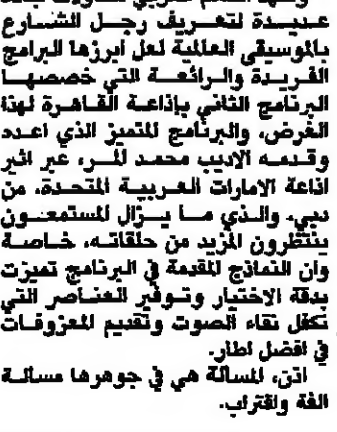 عديدة لتعريف رجل الشارع
بالموسيقى العالمية لعل ابرزها البرامج
الفريدة والرائعة التي خصصها
البرنامج الثاني بإذاعة القاهرة لهذا
الغرض، والبرنامج المتميز الذي اعده
وقدمه الاديب محمد المر، عبر اثير
اذاعة الامارات العربية المتحدة، من
دبي، والذي ما يزال المستمعون
ينتظرون المزيد من حلقاته، خاصة
وان النماذج المقدمة في البرنامج تميزت
بدقة الاختيار وتوفير العناصر التي
تكفل نقاء الصوت وتقديم المعزوفات
في افضل اطار.
اذن، المسألة هي في جوهرها مسألة
الفة واقتراب.